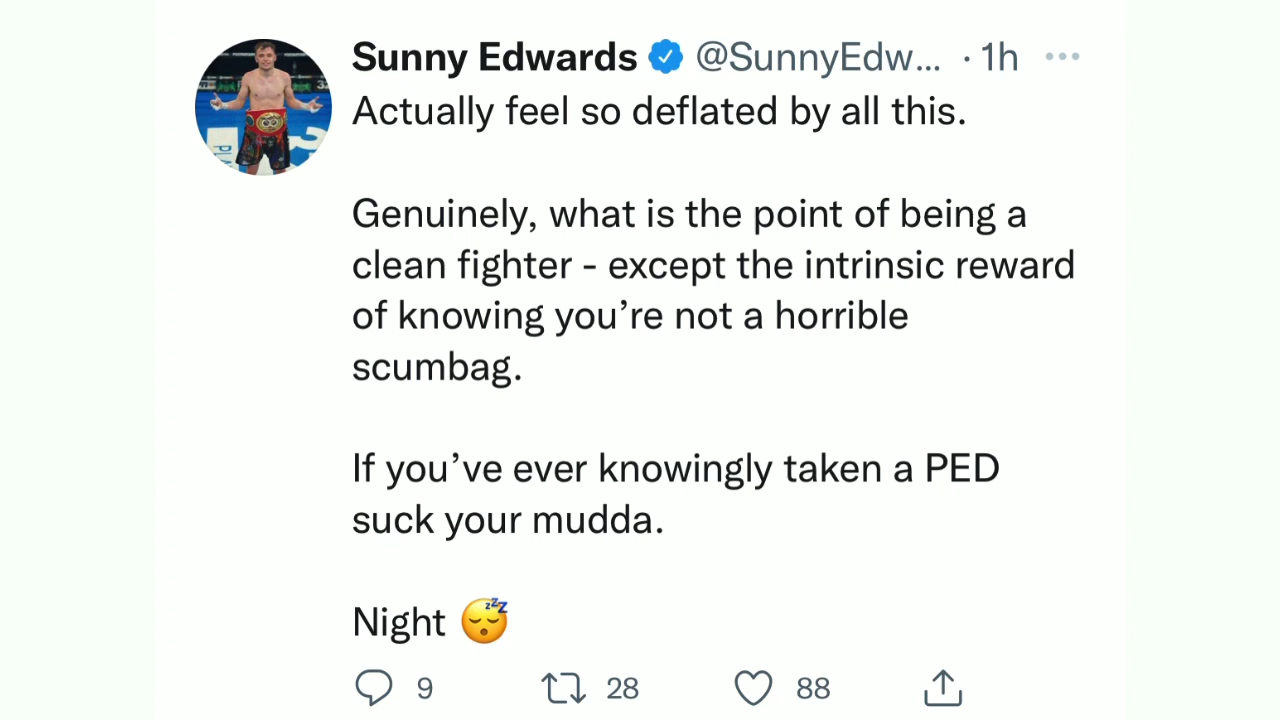 Sunny Edwards @SunnyEdw... · 1h
Actually feel so deflated by all this.
Genuinely, what is the point of being a
clean fighter - except the intrinsic reward
of knowing you’re not a horrible
scumbag.
If you’ve ever knowingly taken a PED
suck your mudda.
Night 😴
9 28 88